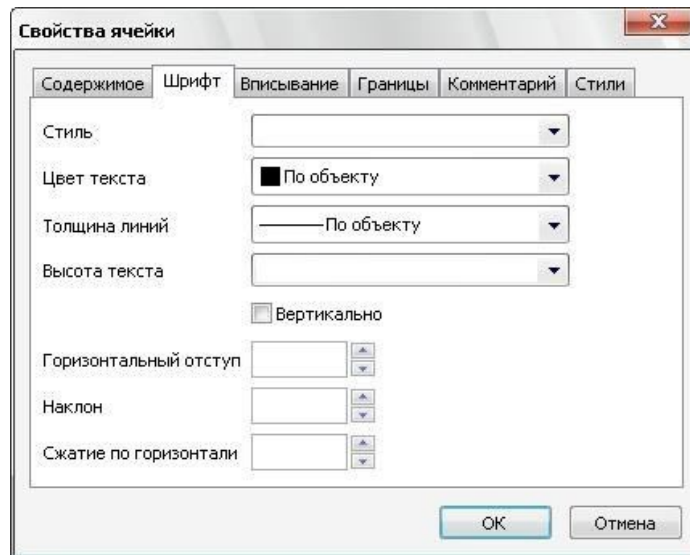 Свойства ячейки
Содержимое Шрифт Вписывание Границы Комментарий Стили
Стиль
Цвет текста По объекту
Толщина линий По объекту
Высота текста
Вертикально
Горизонтальный отступ
Наклон
Сжатие по горизонтали
ОК Отмена